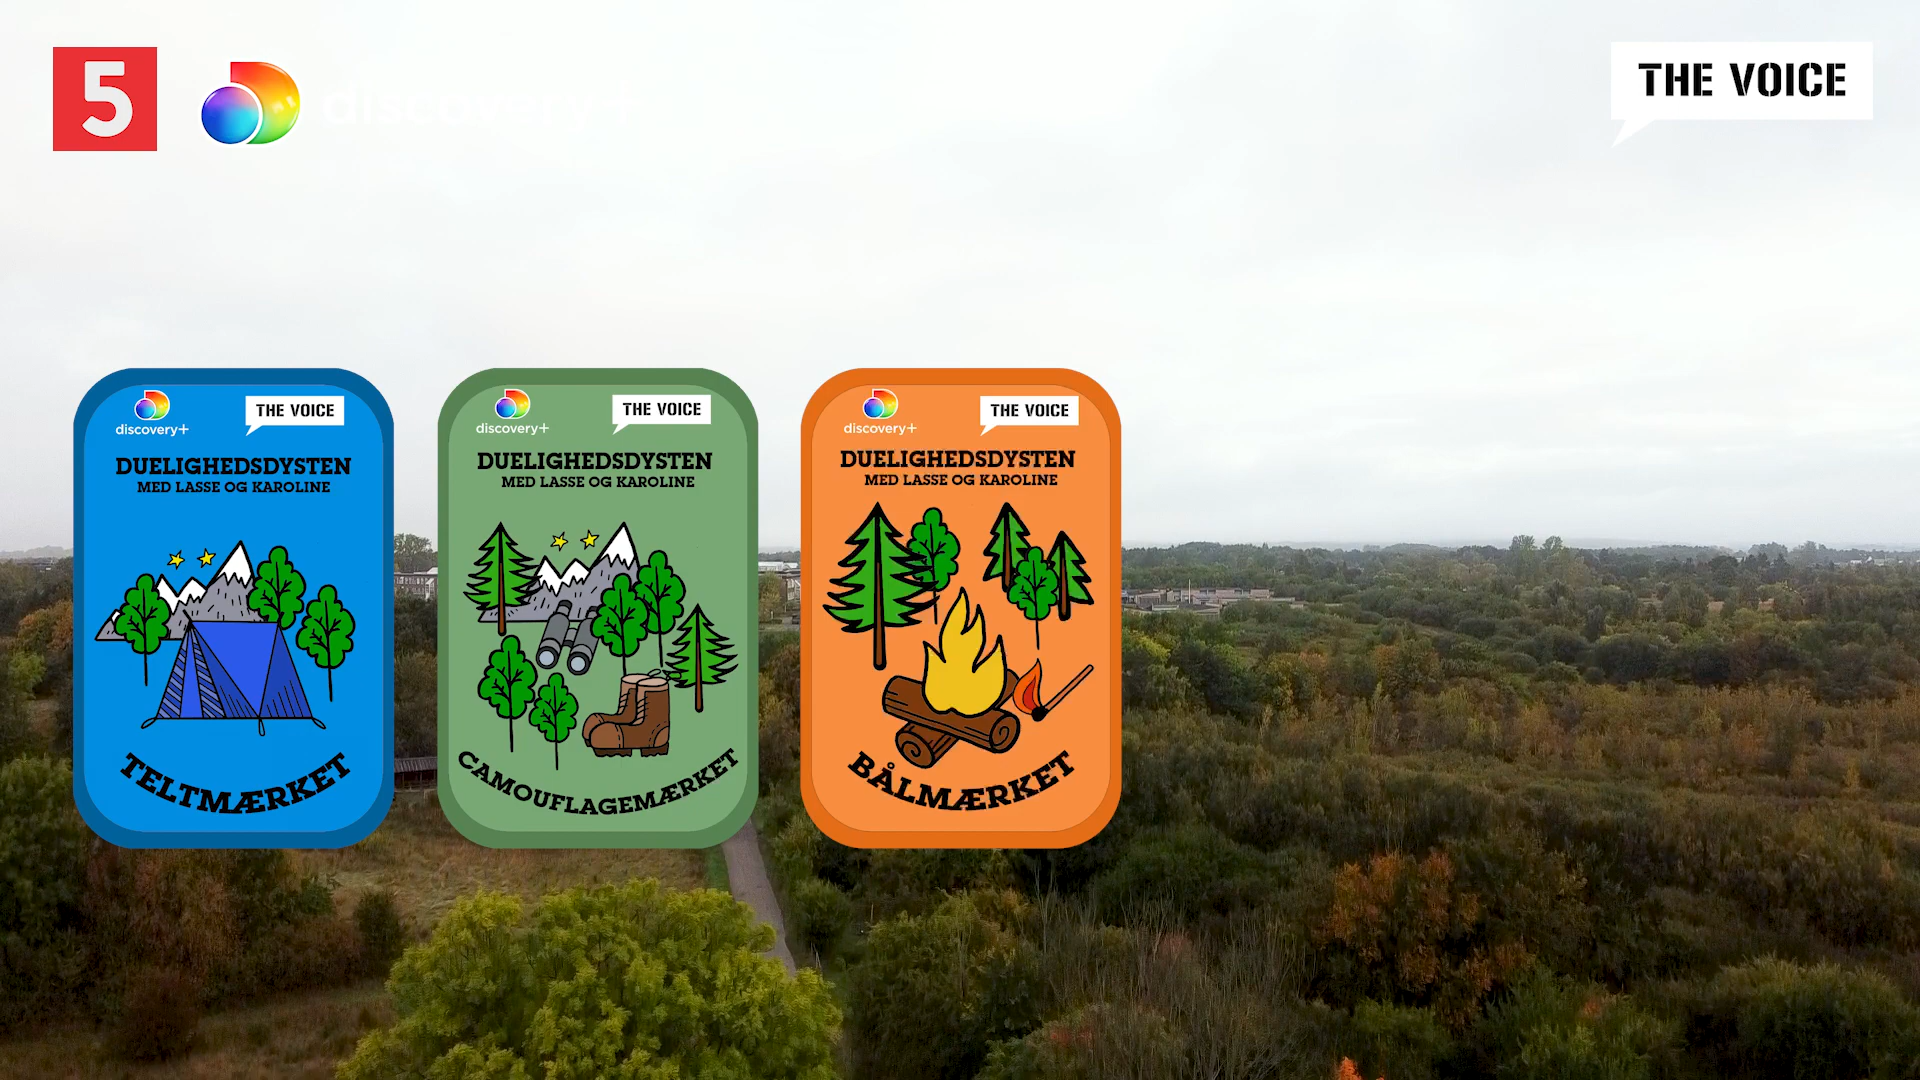 5
discovery+
THE VOICE
discovery+
THE VOICE
DUELIGHEDSDYSTEN
MED LASSE OG KAROLINE
TELTMÆRKET
discovery+
THE VOICE
DUELIGHEDSDYSTEN
MED LASSE OG KAROLINE
CAMOUFLAGEMÆRKET
discovery+
THE VOICE
DUELIGHEDSDYSTEN
MED LASSE OG KAROLINE
BÅLMÆRKET